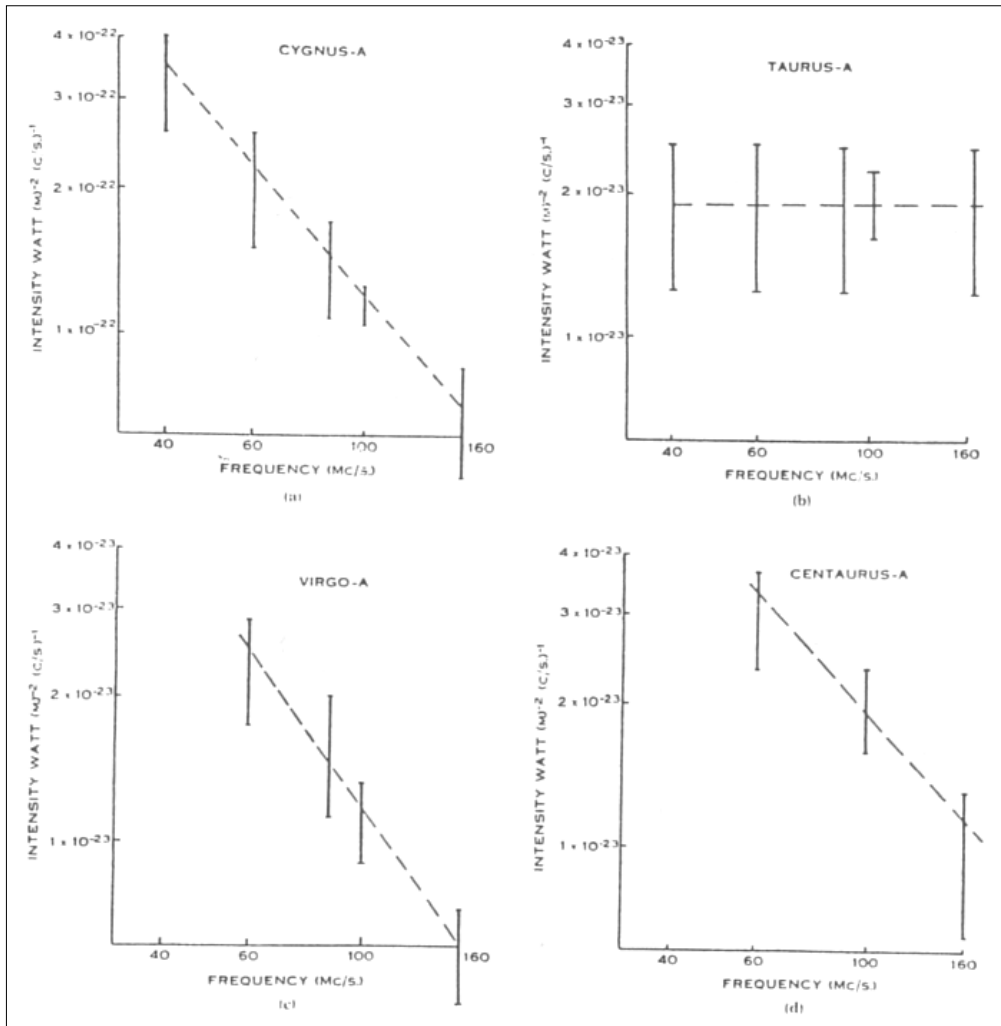 CYGNUS-A
INTENSITY WATT (M)⁻² (C/S.)⁻¹
4 x 10⁻²²
3 x 10⁻²²
2 x 10⁻²²
1 x 10⁻²²
40 60 100 160
FREQUENCY (MC/S.)
(a)
TAURUS-A
INTENSITY WATT (M)⁻² (C/S.)⁻¹
4 x 10⁻²³
3 x 10⁻²³
2 x 10⁻²³
1 x 10⁻²³
40 60 100 160
FREQUENCY (MC/S.)
(b)
VIRGO-A
INTENSITY WATT (M)⁻² (C/S.)⁻¹
4 x 10⁻²³
3 x 10⁻²³
2 x 10⁻²³
1 x 10⁻²³
40 60 100 160
FREQUENCY (MC/S.)
(c)
CENTAURUS-A
INTENSITY WATT (M)⁻² (C/S.)⁻¹
4 x 10⁻²³
3 x 10⁻²³
2 x 10⁻²³
1 x 10⁻²³
40 60 100 160
FREQUENCY (MC/S.)
(d)